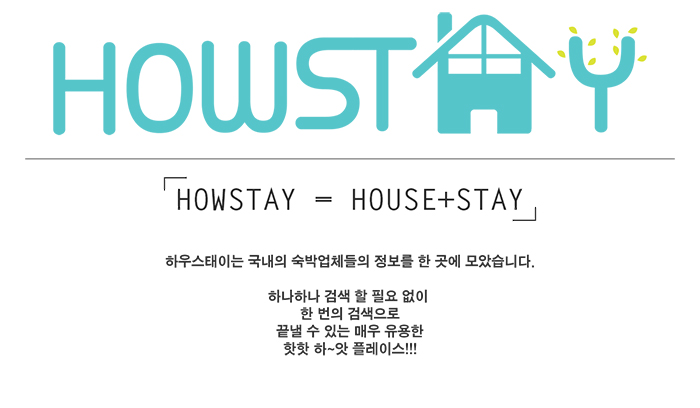 HOWSTAY
HOWSTAY = HOUSE+STAY
하우스태이는 국내의 숙박업체들의 정보를 한 곳에 모았습니다.
하나하나 검색 할 필요 없이
한 번의 검색으로
끝낼 수 있는 매우 유용한
핫핫 하~앗 플레이스!!!